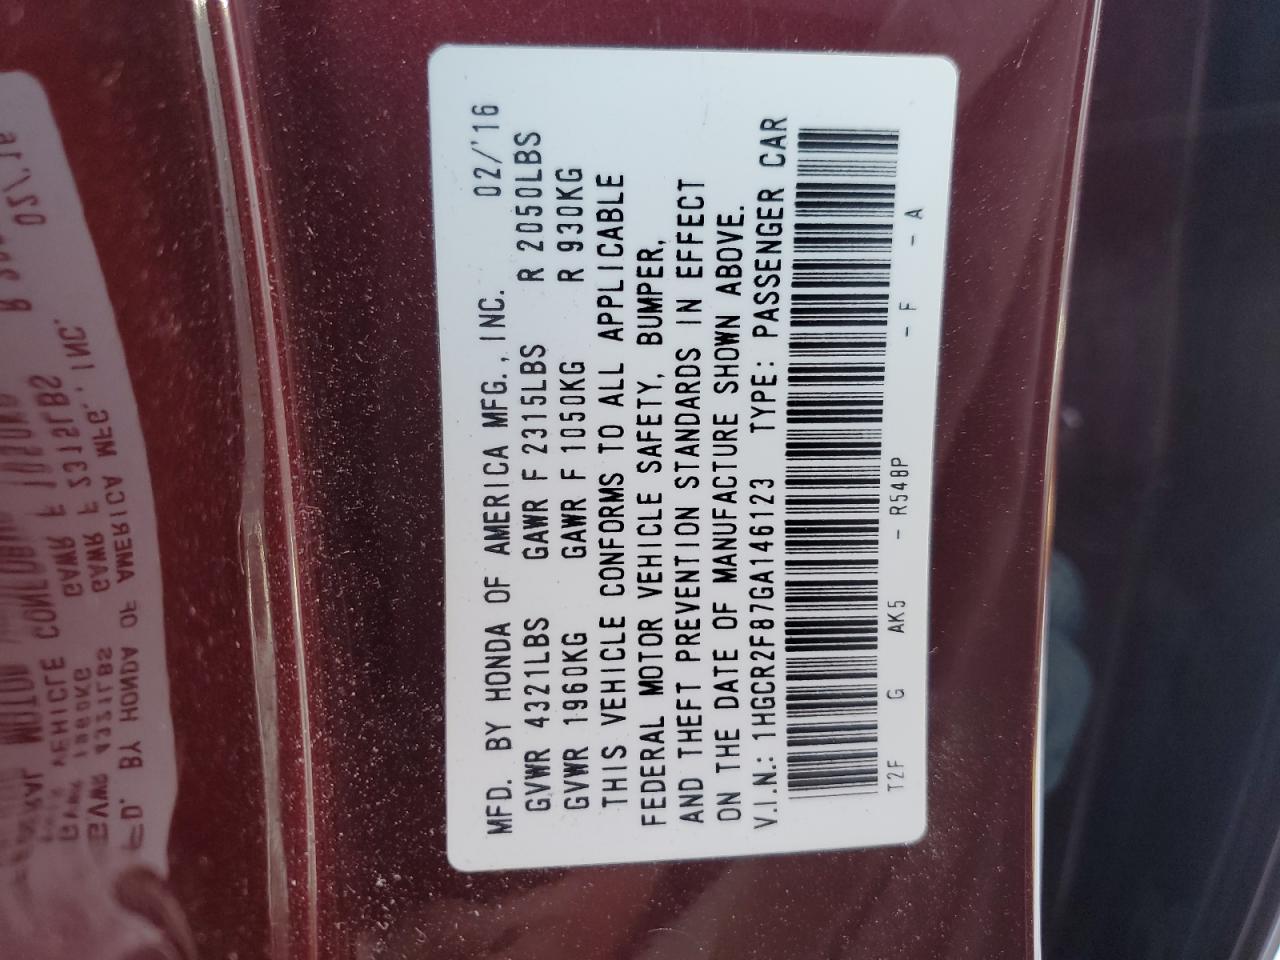 MFD. BY HONDA OF AMERICA MFG., INC. 02/'16
GVWR 4321LBS GAWR F 2315LBS R 2050LBS
GVWR 1960KG GAWR F 1050KG R 930KG
THIS VEHICLE CONFORMS TO ALL APPLICABLE
FEDERAL MOTOR VEHICLE SAFETY, BUMPER,
AND THEFT PREVENTION STANDARDS IN EFFECT
ON THE DATE OF MANUFACTURE SHOWN ABOVE.
V.I.N.: 1HGCR2F87GA146123 TYPE: PASSENGER CAR
T2F G AK5 - R548P - F - A